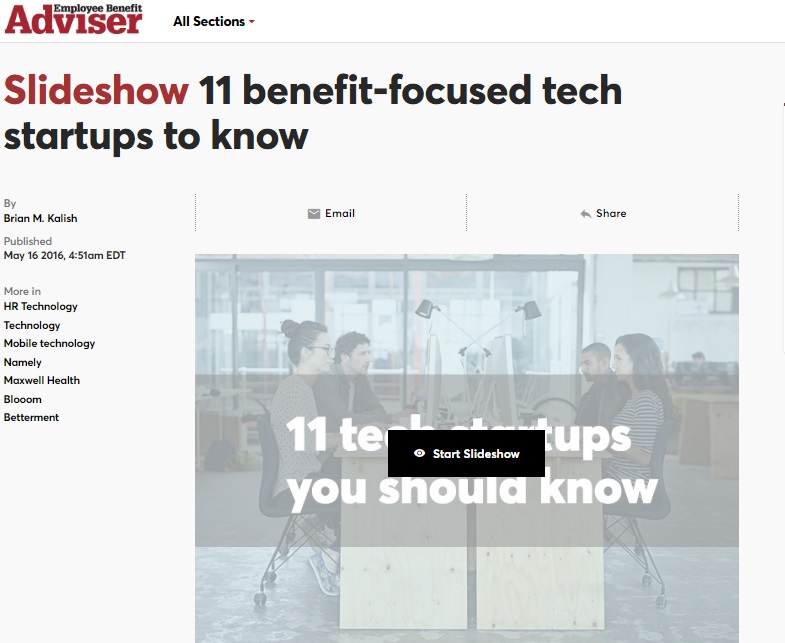 Employee Benefit
Adviser
All Sections
Slideshow 11 benefit-focused tech
startups to know
By
Brian M. Kalish
Published
May 16 2016, 4:51am EDT
More in
HR Technology
Technology
Mobile technology
Namely
Maxwell Health
Blooom
Betterment
Email
Share
11 tech startups
Start Slideshow
you should know